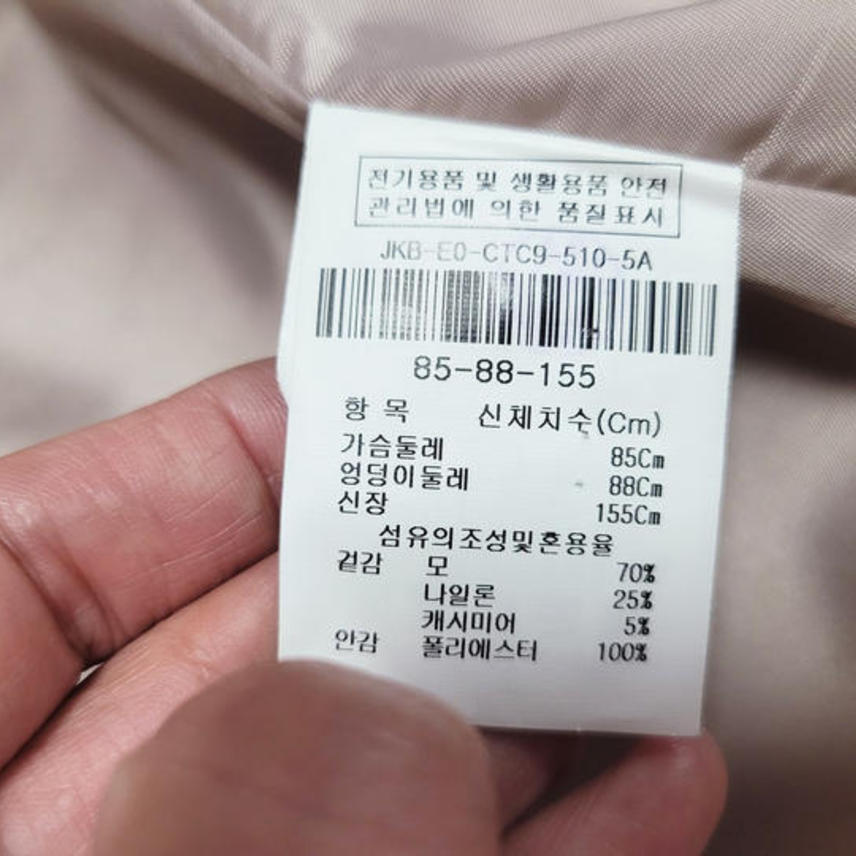 전기용품 및 생활용품 안전
관리법에 의한 품질표시
JKB-E0-CTC9-510-5A
85-88-155
항 목 신체치수(Cm)
가슴둘레 85Cm
엉덩이둘레 88Cm
신장 155Cm
섬유의조성및혼용율
겉감 모 70%
나일론 25%
캐시미어 5%
안감 폴리에스터 100%